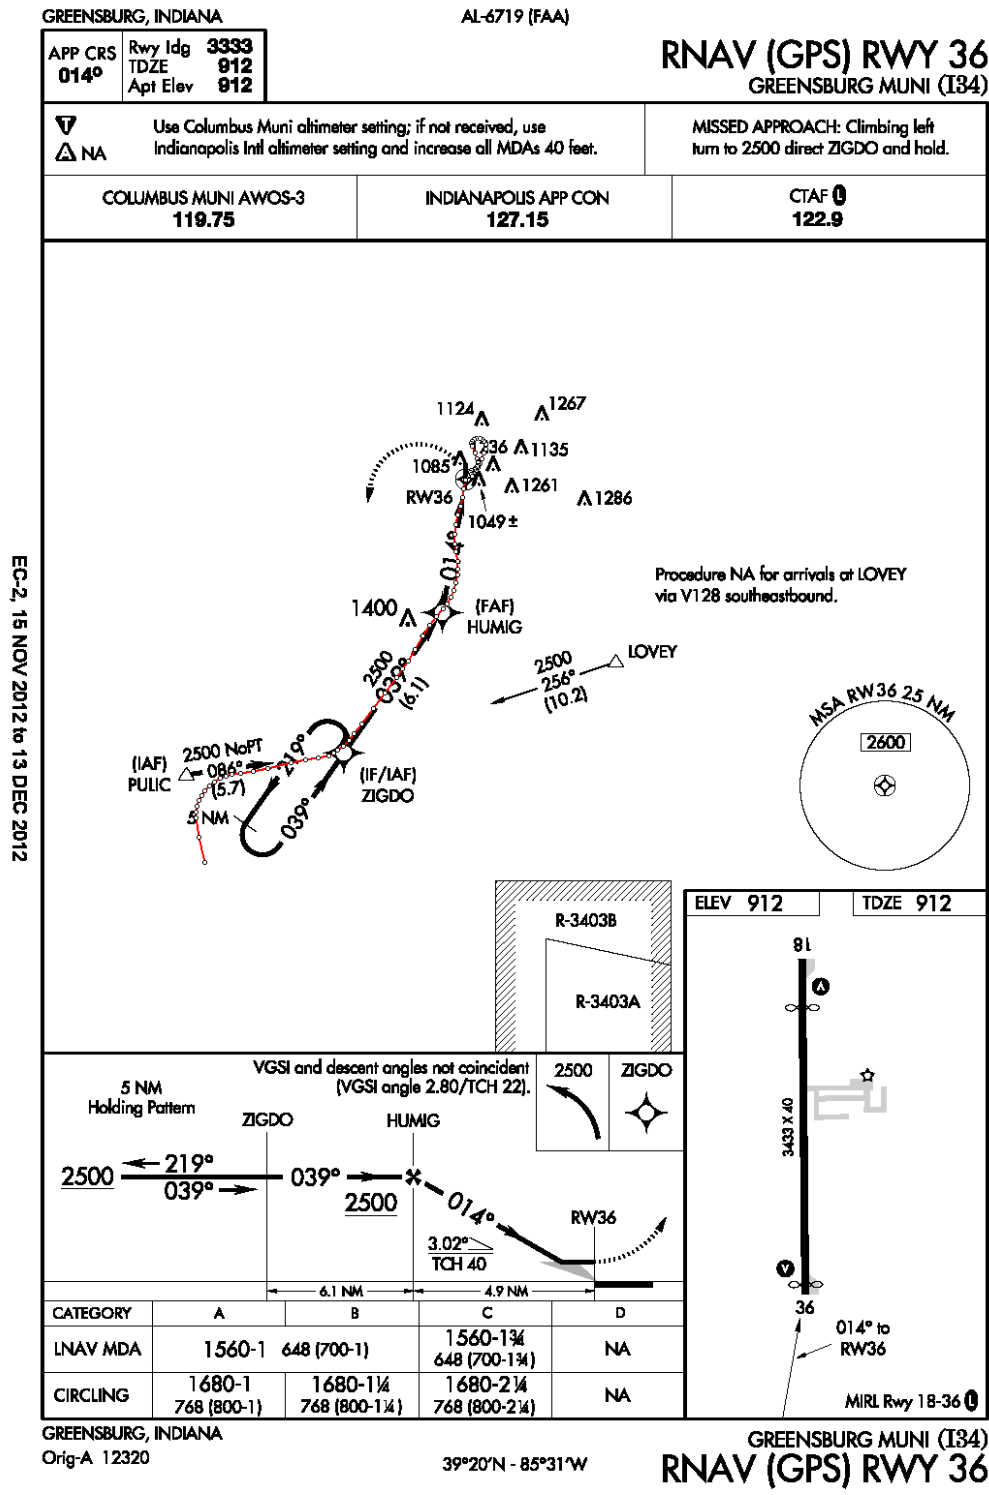 GREENSBURG, INDIANA
AL-6719 (FAA)
APP CRS
014°
Rwy Idg 3333
TDZE 912
Apt Elev 912
RNAV (GPS) RWY 36
GREENSBURG MUNI (I34)
T
A NA
Use Columbus Muni altimeter setting; if not received, use
Indianapolis Intl altimeter setting and increase all MDAs 40 feet.
MISSED APPROACH: Climbing left
turn to 2500 direct ZIGDO and hold.
COLUMBUS MUNI AWOS-3
119.75
INDIANAPOLIS APP CON
127.15
CTAF L
122.9
1124
1267
36
1135
1085
RW36
1261
1286
1049±
014°
Procedure NA for arrivals at LOVEY
via V128 southeastbound.
1400
(FAF)
HUMIG
LOVEY
2500
256°
(10.2)
2500
039°
(6.1)
MSA RW36 25 NM
2600
(IAF)
PULIC
2500 NoPT
086°
(5.7)
219°
(IF/IAF)
ZIGDO
5 NM
039°
R-3403B
R-3403A
ELEV 912
TDZE 912
18
A
3433 X 40
V
36
014° to
RW36
MIRL Rwy 18-36 L
VGSI and descent angles not coincident
(VGSI angle 2.80/TCH 22).
2500
ZIGDO
5 NM
Holding Pattern
ZIGDO
HUMIG
2500
219°
039°
039°
2500
014°
RW36
3.02°
TCH 40
6.1 NM
4.9 NM
CATEGORY A B C D
LNAV MDA 1560-1 648 (700-1) 1560-1¾ 648 (700-1¾) NA
CIRCLING 1680-1 768 (800-1) 1680-1¼ 768 (800-1¼) 1680-2¼ 768 (800-2¼) NA
GREENSBURG, INDIANA
Orig-A 12320
39°20'N - 85°31'W
GREENSBURG MUNI (I34)
RNAV (GPS) RWY 36
EC-2, 15 NOV 2012 to 13 DEC 2012